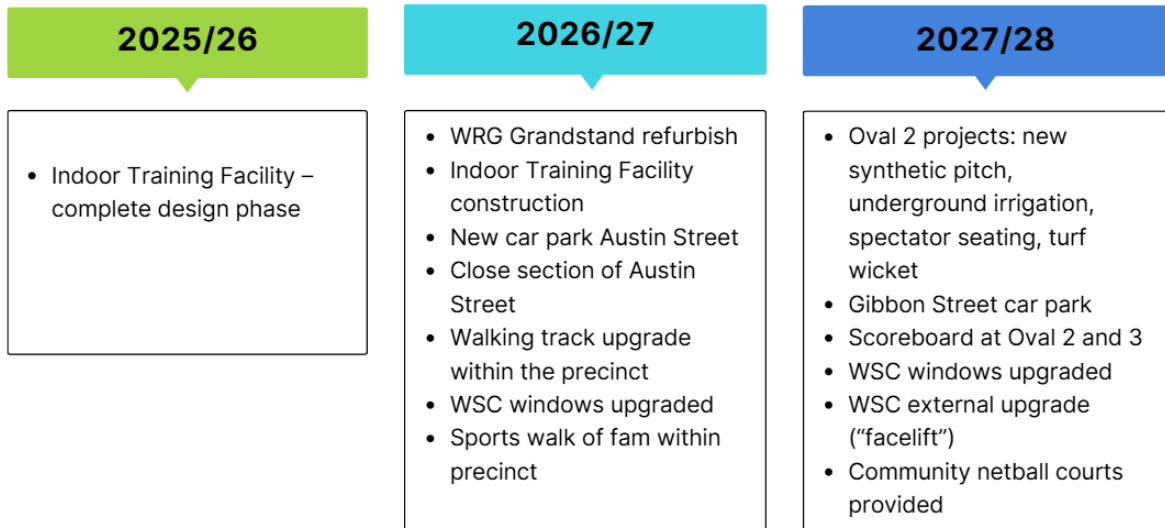 2025/26
• Indoor Training Facility –
complete design phase
2026/27
• WRG Grandstand refurbish
• Indoor Training Facility
construction
• New car park Austin Street
• Close section of Austin
Street
• Walking track upgrade
within the precinct
• WSC windows upgraded
• Sports walk of fam within
precinct
2027/28
• Oval 2 projects: new
synthetic pitch,
underground irrigation,
spectator seating, turf
wicket
• Gibbon Street car park
• Scoreboard at Oval 2 and 3
• WSC windows upgraded
• WSC external upgrade
(“facelift”)
• Community netball courts
provided